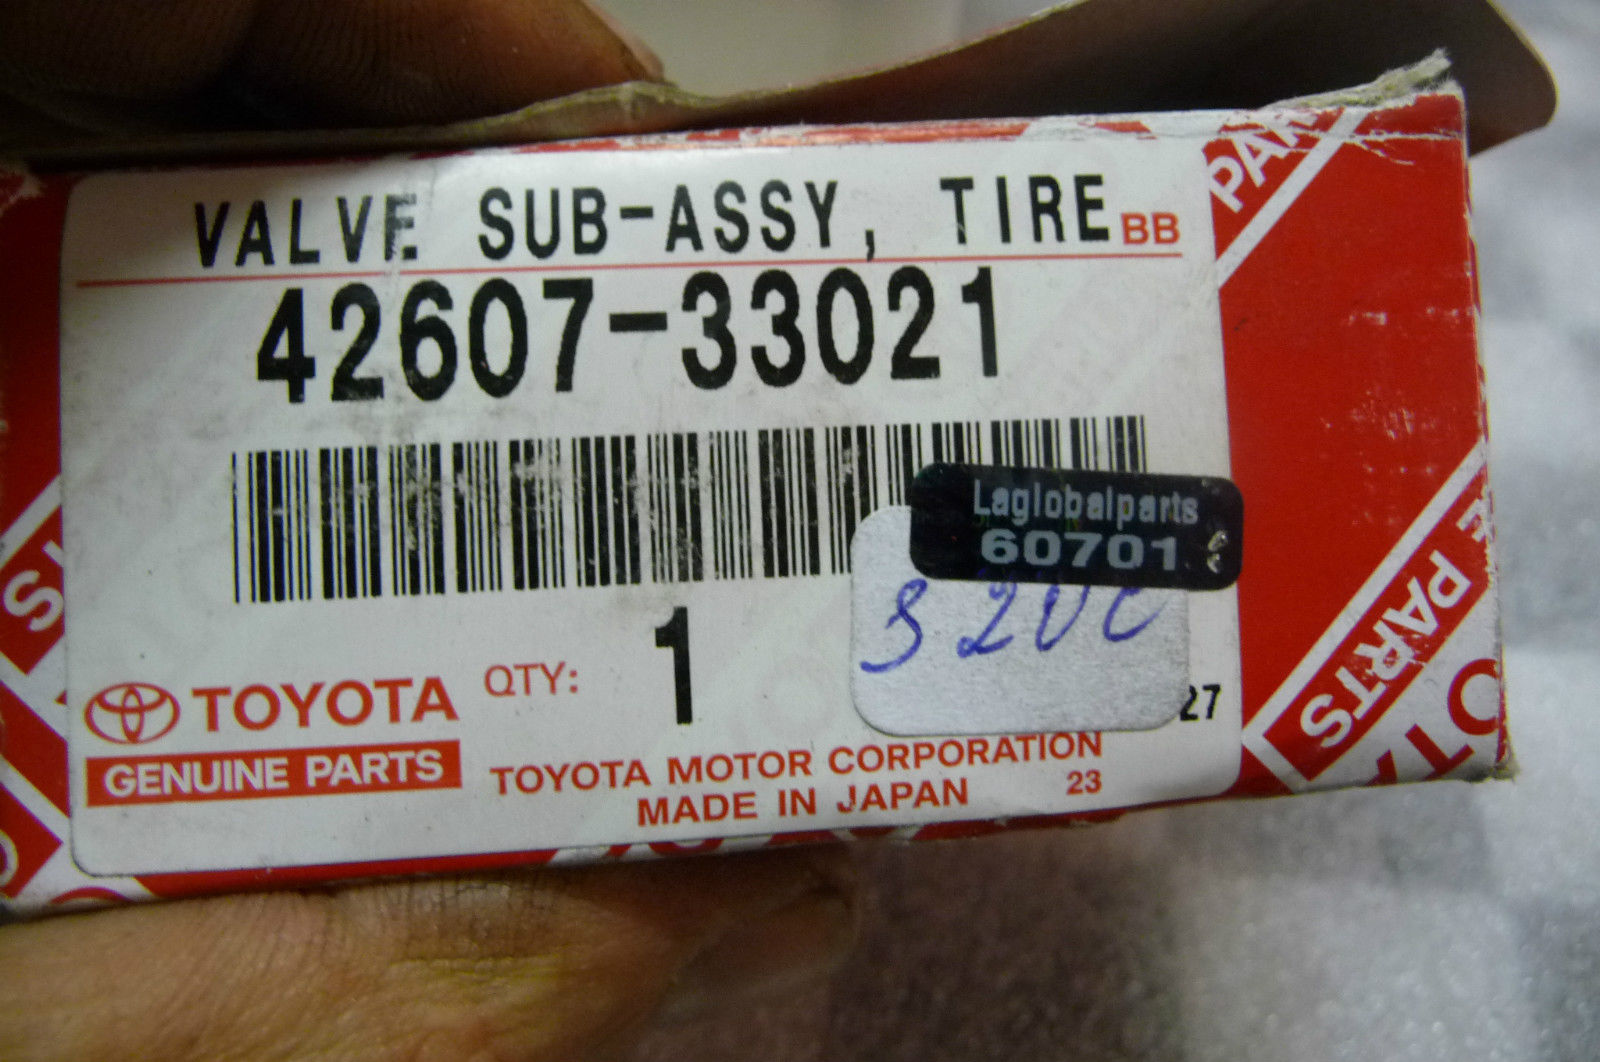 VALVE SUB-ASSY, TIRE BB
42607-33021
Laglobalparts
60701
TOYOTA
QTY: 1
27
GENUINE PARTS
TOYOTA MOTOR CORPORATION
MADE IN JAPAN 23
PARTS